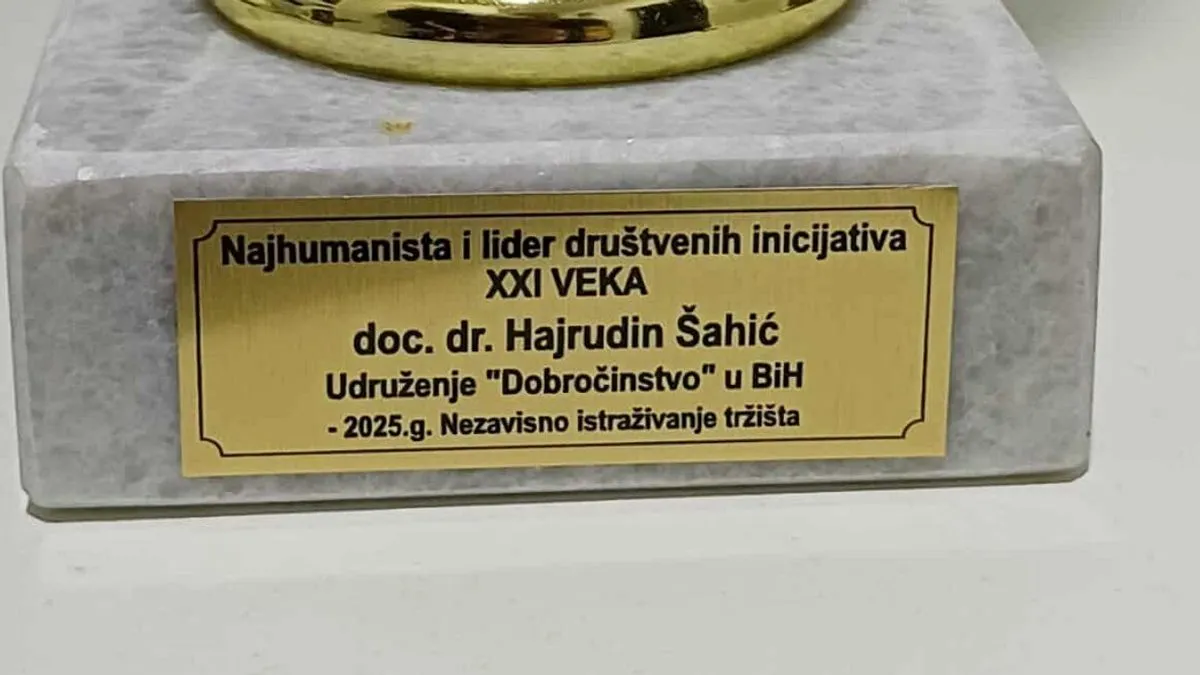 Najhumanista i lider društvenih inicijativa
XXI VEKA
doc. dr. Hajrudin Šahić
Udruženje "Dobročinstvo" u BiH
- 2025.g. Nezavisno istraživanje tržišta